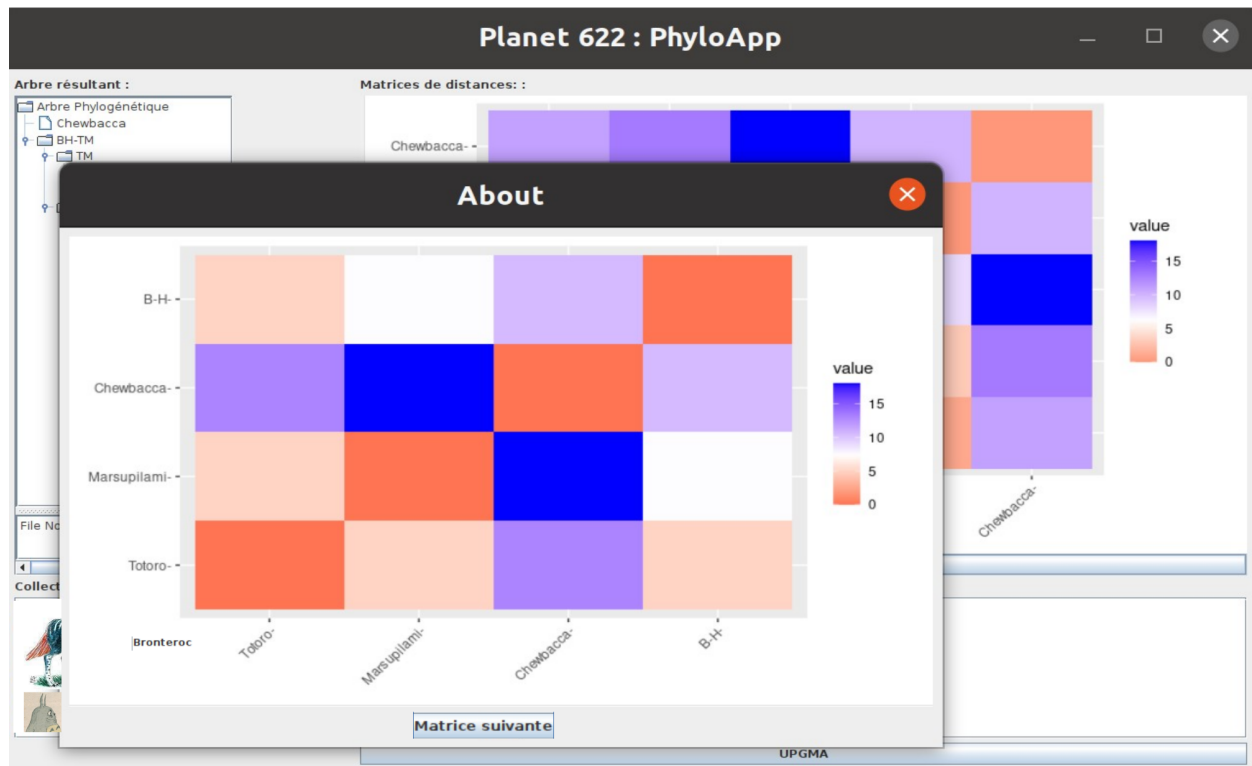 Planet 622 : PhyloApp
Arbre résultant :
Matrices de distances: :
Arbre Phylogénétique
Chewbacca
BH-TM
TM
Chewbacca-
value
15
10
5
0
Chewbacca-
About
B-H-
Chewbacca-
Marsupilami-
Totoro-
value
15
10
5
0
Bronteroc
Totoro-
Marsupilami-
Chewbacca-
B-H-
Matrice suivante
File No
Collect
UPGMA